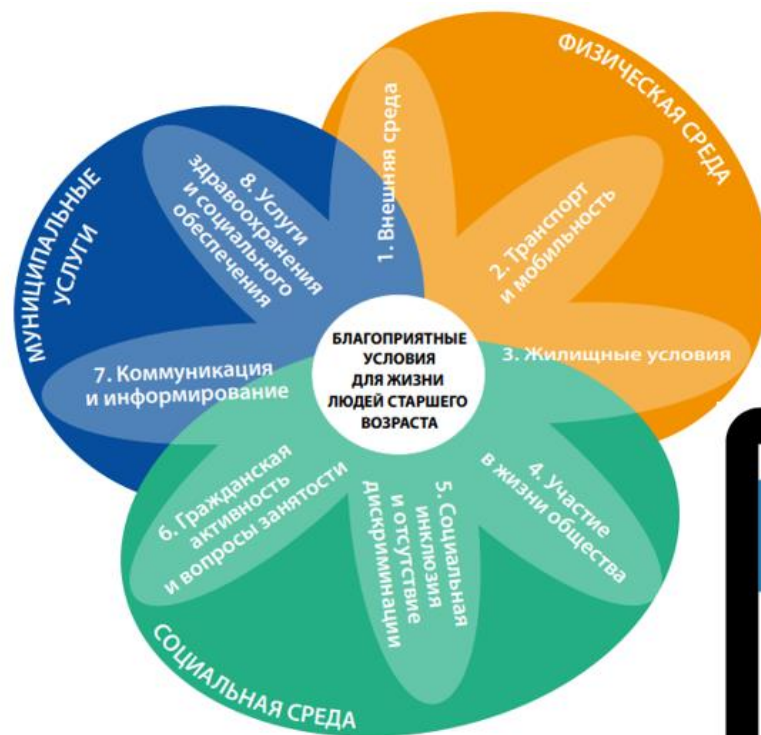 ФИЗИЧЕСКАЯ СРЕДА
1. Внешняя среда
2. Транспорт
и мобильность
3. Жилищные условия
МУНИЦИПАЛЬНЫЕ
УСЛУГИ
8. Услуги
здравоохранения
и социального
обеспечения
7. Коммуникация
и информирование
БЛАГОПРИЯТНЫЕ
УСЛОВИЯ
ДЛЯ ЖИЗНИ
ЛЮДЕЙ СТАРШЕГО
ВОЗРАСТА
4. Участие
в жизни общества
5. Социальная
инклюзия
и отсутствие
дискриминации
6. Гражданская
активность
и вопросы занятости
СОЦИАЛЬНАЯ СРЕДА